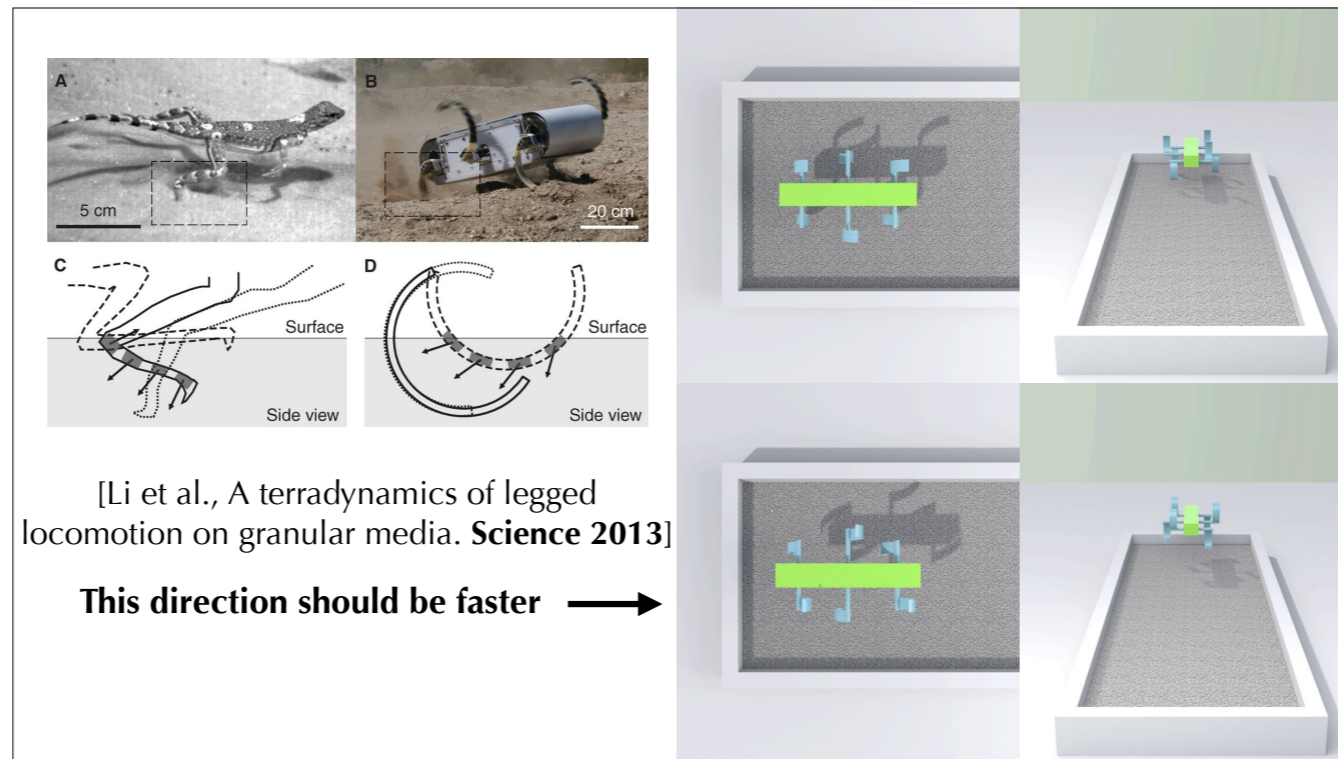 A
B
5 cm
20 cm
C
D
Surface
Surface
Side view
Side view
[Li et al., A terradynamics of legged
locomotion on granular media. Science 2013]
This direction should be faster